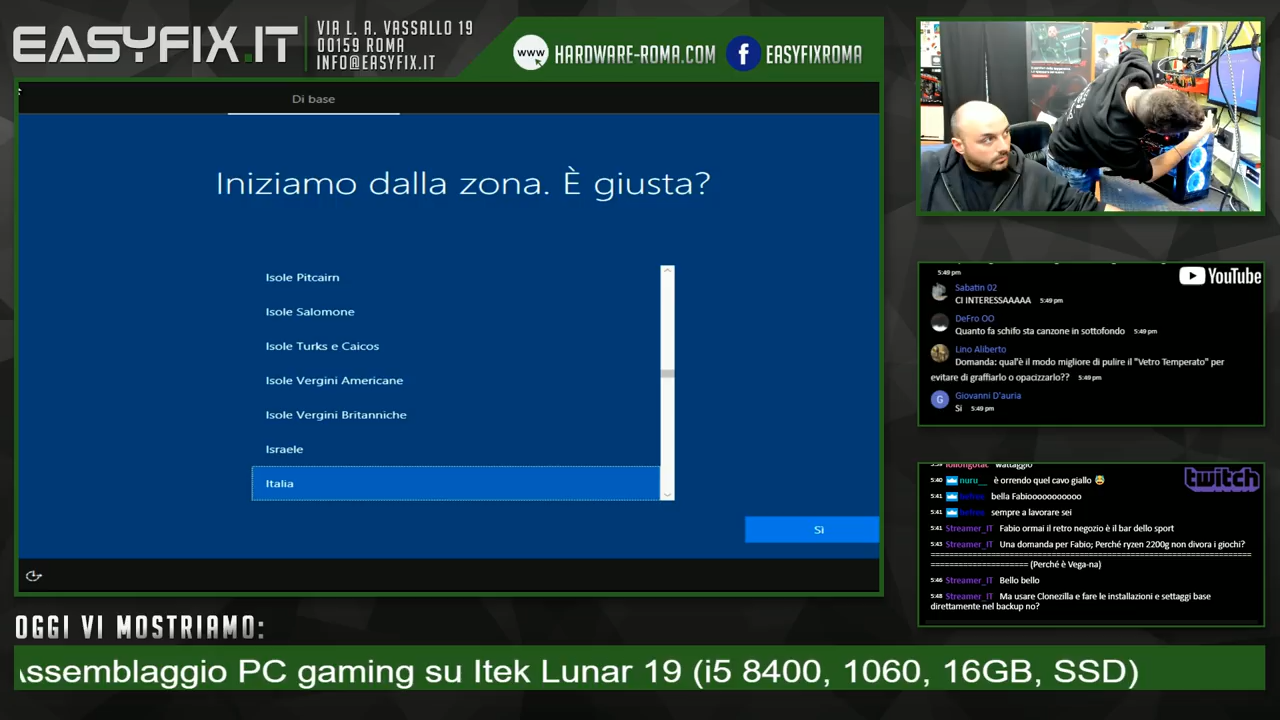 EASYFIX.IT
VIA L. A. VASSALLO 19
00159 ROMA
INFO@EASYFIX.IT
www
HARDWARE-ROMA.COM
f
EASYFIXROMA
Di base
Iniziamo dalla zona. È giusta?
Isole Pitcairn
Isole Salomone
Isole Turks e Caicos
Isole Vergini Americane
Isole Vergini Britanniche
Israele
Italia
Sì
YouTube
5:49 pm
Sabatin 02
CI INTERESSAAAAA 5:49 pm
DeFro OO
Quanto fa schifo sta canzone in sottofondo 5:49 pm
Lino Aliberto
Domanda: qual'è il modo migliore di pulire il "Vetro Temperato" per
evitare di graffiarlo o opacizzarlo?? 5:49 pm
G
Giovanni D'auria
Si 5:49 pm
twitch
wattaggio
5:40 nuru__ è orrendo quel cavo giallo
5:41 bella Fabiooooooooooo
5:41 sempre a lavorare sei
5:41 Streamer_IT Fabio ormai il retro negozio è il bar dello sport
5:43 Streamer_IT Una domanda per Fabio; Perché ryzen 2200g non divora i giochi?
(Perché è Vega-na)
5:46 Streamer_IT Bello bello
5:48 Streamer_IT Ma usare Clonezilla e fare le installazioni e settaggi base
direttamente nel backup no?
OGGI VI MOSTRIAMO:
Assemblaggio PC gaming su Itek Lunar 19 (i5 8400, 1060, 16GB, SSD)